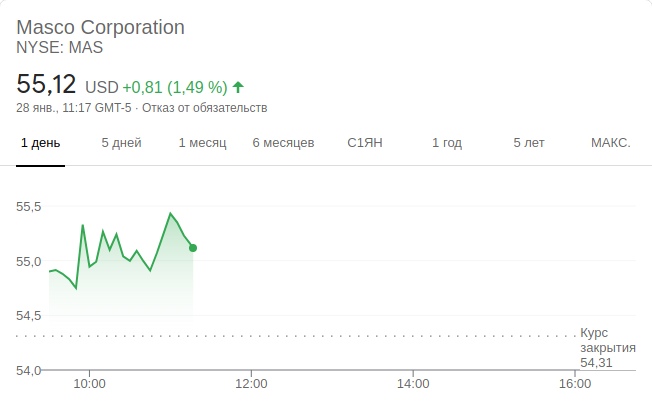 Masco Corporation
NYSE: MAS
55,12 USD +0,81 (1,49 %)
28 янв., 11:17 GMT-5 · Отказ от обязательств
1 день 5 дней 1 месяц 6 месяцев С1ЯН 1 год 5 лет МАКС.
55,5
55,0
54,5
Курс
закрытия
54,31
54,0
10:00 12:00 14:00 16:00